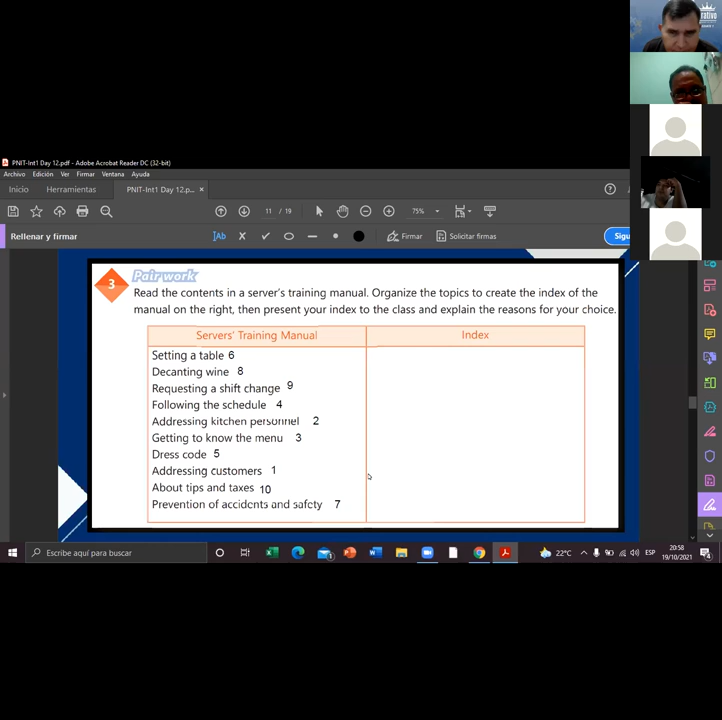 rativo
PNIT-Int1 Day 12.pdf - Adobe Acrobat Reader DC (32-bit)
Archivo Edición Ver Firmar Ventana Ayuda
Inicio Herramientas PNIT-Int1 Day 12.p... ×
11 / 19 75%
Rellenar y firmar Ab Firmar Solicitar firmas Sigu
3 Pair work
Read the contents in a server's training manual. Organize the topics to create the index of the
manual on the right, then present your index to the class and explain the reasons for your choice.
Servers' Training Manual Index
Setting a table 6
Decanting wine 8
Requesting a shift change 9
Following the schedule 4
Addressing kitchen personnel 2
Getting to know the menu 3
Dress code 5
Addressing customers 1
About tips and taxes 10
Prevention of accidents and safety 7
Escribe aquí para buscar 22°C ESP 20:58
19/10/2021